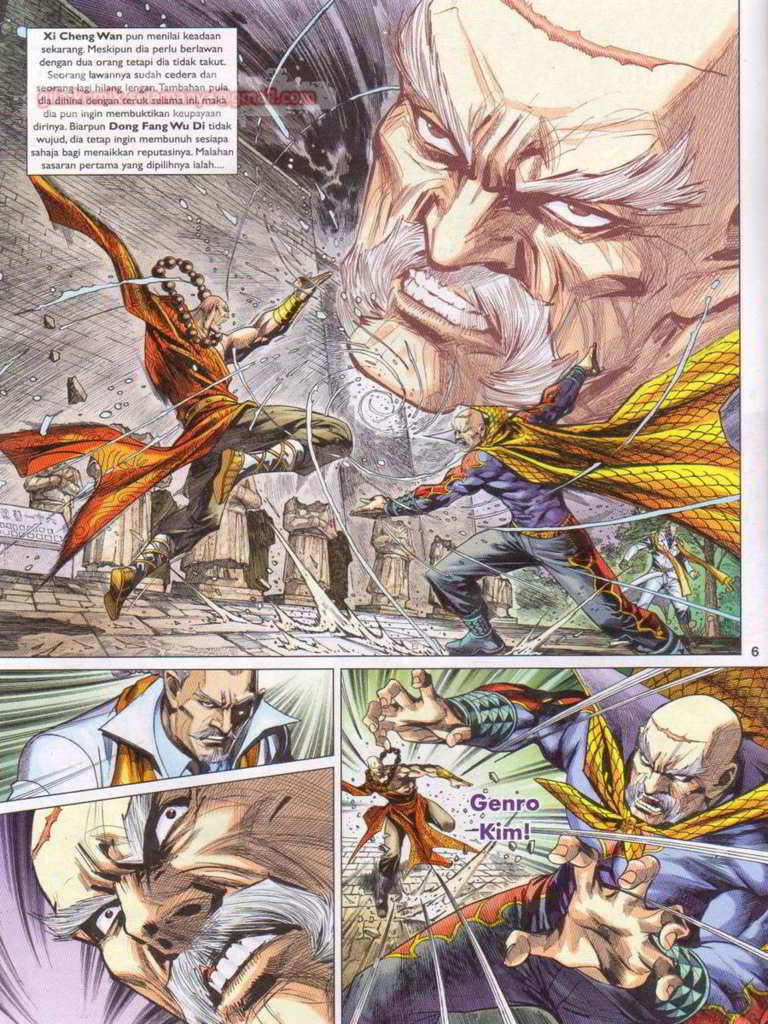 Xi Cheng Wan pun menilai keadaan
sekarang. Meskipun dia perlu berlawan
dengan dua orang tetapi dia tidak takut.
Seorang lawannya sudah cedera dan
seorang lagi hilang lengan. Tambahan pula
dia dihina dengan teruk selama ini, maka
dia pun ingin membuktikan keupayaan
dirinya. Biarpun Dong Fang Wu Di tidak
wujud, dia tetap ingin membunuh sesiapa
sahaja bagi menaikkan reputasinya. Malahan
sasaran pertama yang dipilihnya ialah....
6
Genro
Kim!